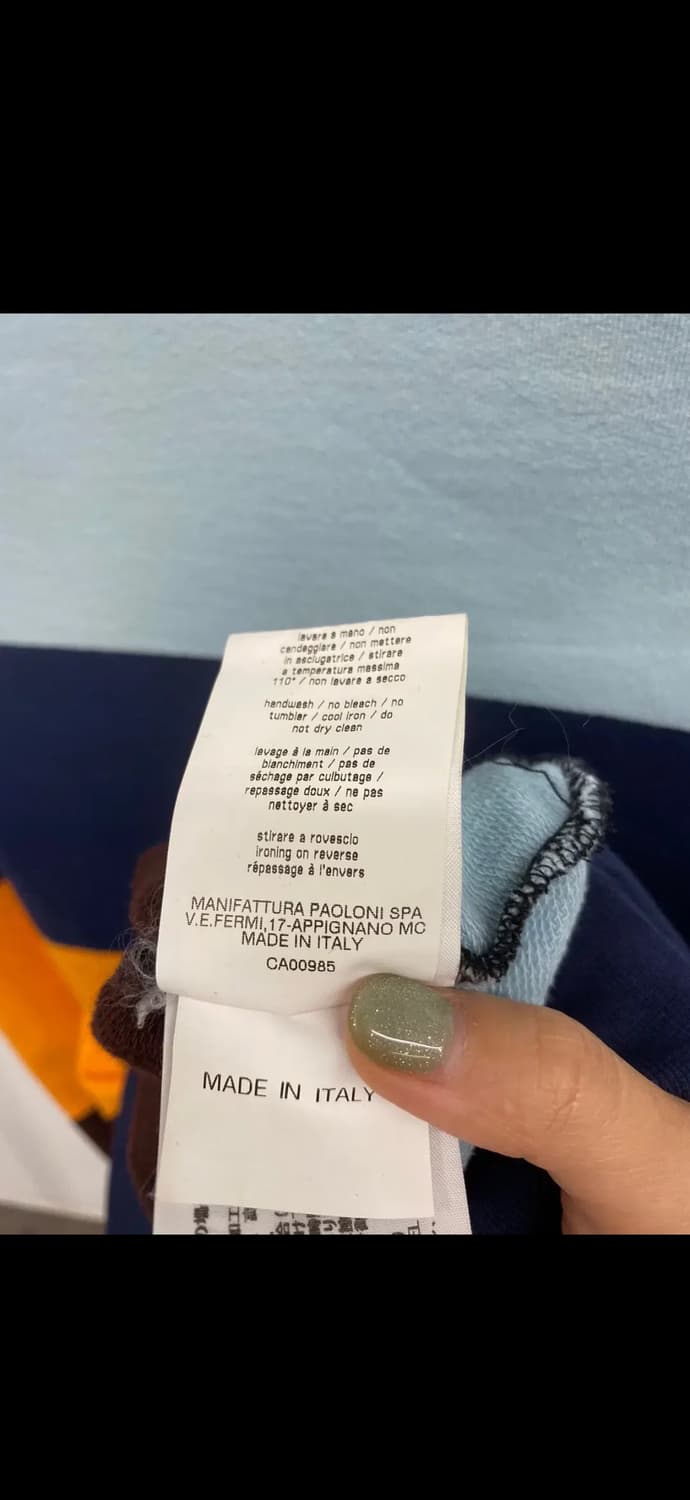 lavare a mano / non
candeggiare / non mettere
in asciugatrice / stirare
a temperatura massima
110° / non lavare a secco
handwash / no bleach / no
tumbler / cool iron / do
not dry clean
lavage à la main / pas de
blanchiment / pas de
séchage par culbutage /
repassage doux / ne pas
nettoyer à sec
stirare a rovescio
ironing on reverse
répassage à l'envers
MANIFATTURA PAOLONI SPA
V.E.FERMI,17-APPIGNANO MC
MADE IN ITALY
CA00985
MADE IN ITALY